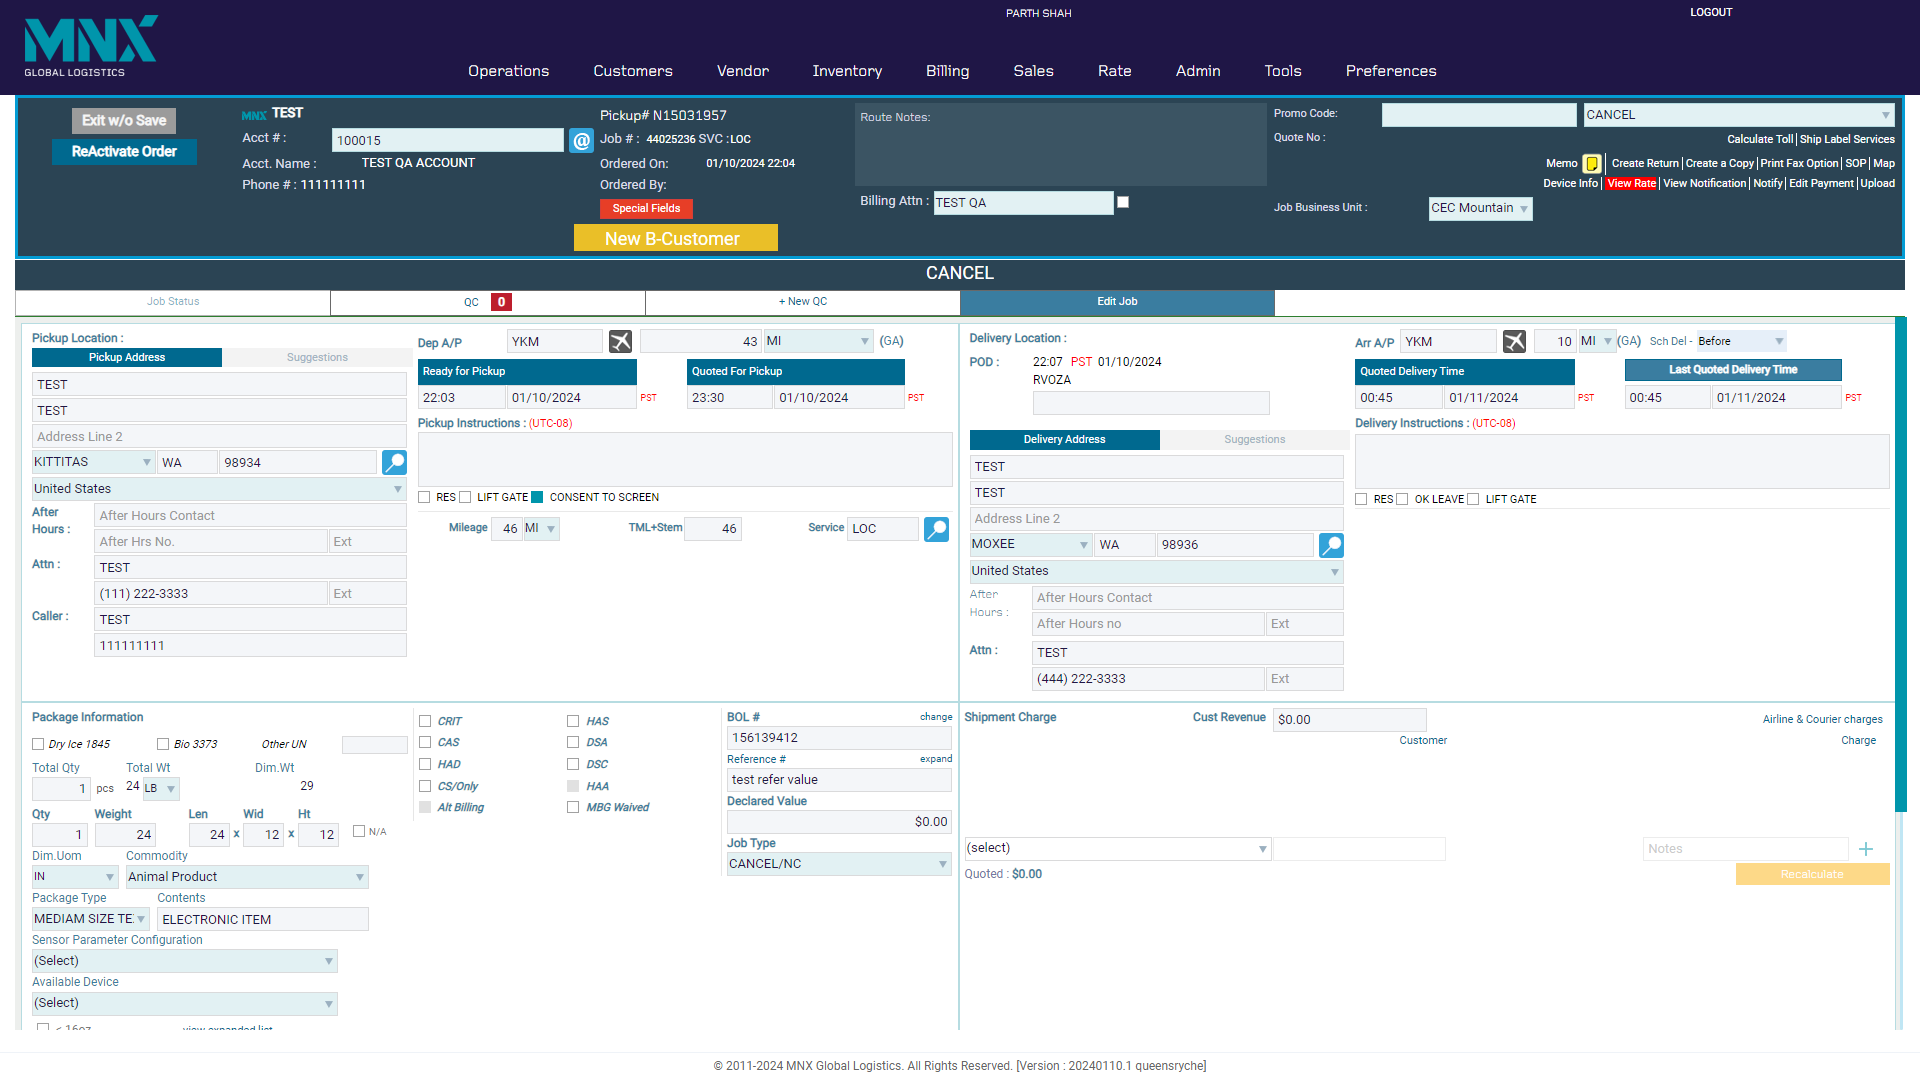 MNX
GLOBAL LOGISTICS
PARTH SHAH
LOGOUT
Operations Customers Vendor Inventory Billing Sales Rate Admin Tools Preferences
Exit w/o Save
ReActivate Order
MNX TEST
Acct # : 100015 @
Acct. Name : TEST QA ACCOUNT
Phone # : 111111111
Pickup# N15031957
Job # : 44025236 SVC :LOC
Ordered On: 01/10/2024 22:04
Ordered By:
Special Fields
New B-Customer
Route Notes:
Billing Attn : TEST QA
Promo Code: CANCEL
Quote No :
Calculate Toll | Ship Label Services
Memo | Create Return | Create a Copy | Print Fax Option | SOP | Map
Device Info | View Rate | View Notification | Notify | Edit Payment | Upload
Job Business Unit : CEC Mountain
CANCEL
Job Status QC 0 + New QC Edit Job
Pickup Location :
Pickup Address Suggestions
TEST
TEST
Address Line 2
KITTITAS WA 98934
United States
After Hours : After Hours Contact
After Hrs No. Ext
Attn : TEST
(111) 222-3333 Ext
Caller : TEST
111111111
Dep A/P YKM 43 MI (GA)
Ready for Pickup Quoted For Pickup
22:03 01/10/2024 PST 23:30 01/10/2024 PST
Pickup Instructions : (UTC-08)
RES LIFT GATE CONSENT TO SCREEN
Mileage 46 MI TML+Stem 46 Service LOC
Delivery Location :
POD : 22:07 PST 01/10/2024
RVOZA
Delivery Address Suggestions
TEST
TEST
Address Line 2
MOXEE WA 98936
United States
After Hours : After Hours Contact
After Hours no Ext
Attn : TEST
(444) 222-3333 Ext
Arr A/P YKM 10 MI (GA) Sch Del - Before
Quoted Delivery Time Last Quoted Delivery Time
00:45 01/11/2024 PST 00:45 01/11/2024 PST
Delivery Instructions : (UTC-08)
RES OK LEAVE LIFT GATE
Package Information
Dry Ice 1845 Bio 3373 Other UN
Total Qty Total Wt Dim.Wt
1 pcs 24 LB 29
Qty Weight Len Wid Ht
1 24 24 x 12 x 12 N/A
Dim.Uom Commodity
IN Animal Product
Package Type Contents
MEDIAM SIZE TE: ELECTRONIC ITEM
Sensor Parameter Configuration
(Select)
Available Device
(Select)
< 16oz view expanded list
CRIT HAS
CAS DSA
HAD DSC
CS/Only HAA
Alt Billing MBG Waived
BOL # change
156139412
Reference # expand
test refer value
Declared Value
$0.00
Job Type
CANCEL/NC
Shipment Charge Cust Revenue $0.00 Airline & Courier charges
Customer Charge
(select) Notes +
Quoted : $0.00 Recalculate
© 2011-2024 MNX Global Logistics. All Rights Reserved. [Version : 20240110.1 queensryche]